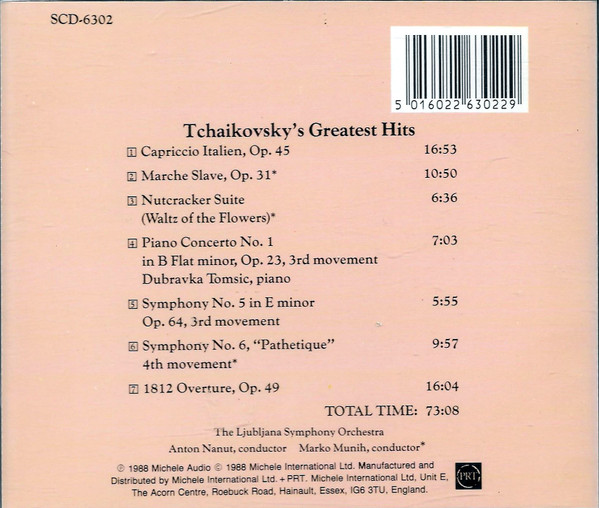 SCD-6302
5 016022 630229
Tchaikovsky's Greatest Hits
1 Capriccio Italien, Op. 45 16:53
2 Marche Slave, Op. 31* 10:50
3 Nutcracker Suite 6:36
(Waltz of the Flowers)*
4 Piano Concerto No. 1 7:03
in B Flat minor, Op. 23, 3rd movement
Dubravka Tomsic, piano
5 Symphony No. 5 in E minor 5:55
Op. 64, 3rd movement
6 Symphony No. 6, “Pathetique” 9:57
4th movement*
7 1812 Overture, Op. 49 16:04
TOTAL TIME: 73:08
The Ljubljana Symphony Orchestra
Anton Nanut, conductor Marko Munih, conductor*
℗ 1988 Michele Audio © 1988 Michele International Ltd. Manufactured and
Distributed by Michele International Ltd. + PRT. Michele International Ltd, Unit E,
The Acorn Centre, Roebuck Road, Hainault, Essex, IG6 3TU, England.
PRT